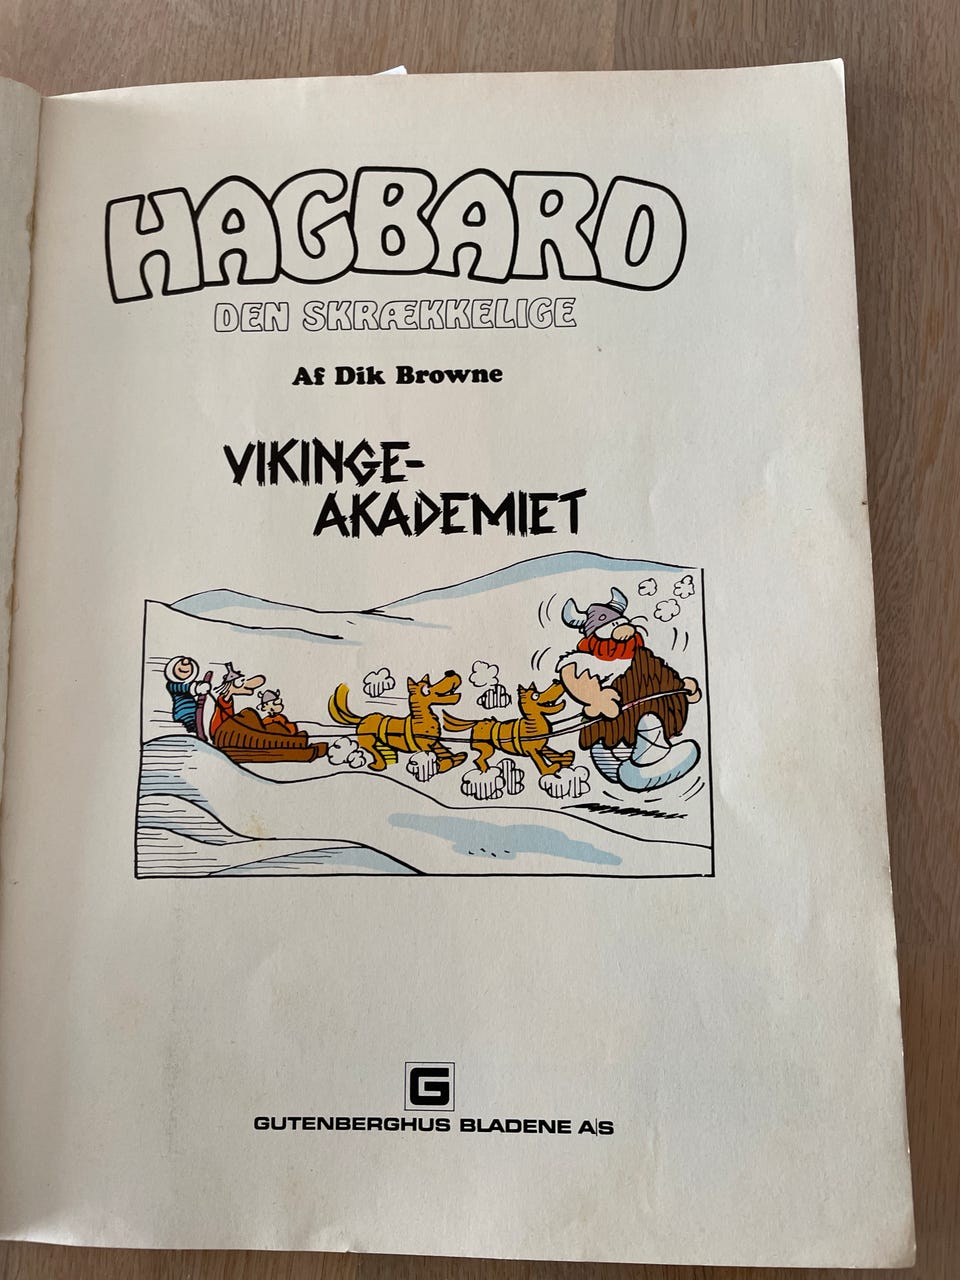 HAGBARD
DEN SKRÆKKELIGE
Af Dik Browne
VIKINGE-
AKADEMIET
G
GUTENBERGHUS BLADENE A/S